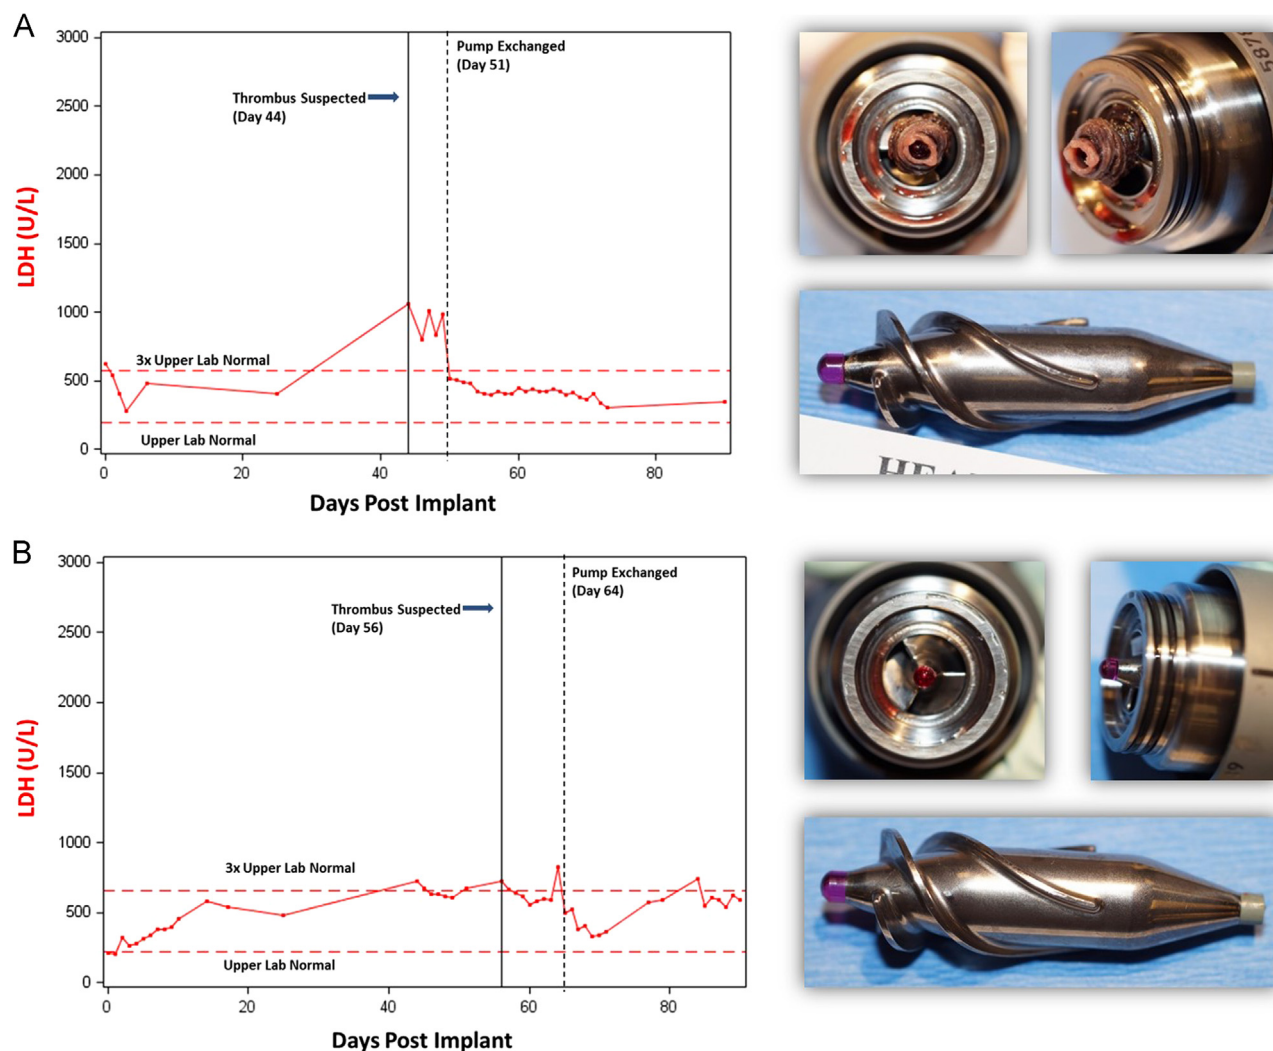 A
3000
2500
2000
1500
1000
500
0
LDH (U/L)
Thrombus Suspected
(Day 44)
Pump Exchanged
(Day 51)
3x Upper Lab Normal
Upper Lab Normal
0 20 40 60 80
Days Post Implant
5878
B
3000
2500
2000
1500
1000
500
0
LDH (U/L)
Thrombus Suspected
(Day 56)
Pump Exchanged
(Day 64)
3x Upper Lab Normal
Upper Lab Normal
0 20 40 60 80
Days Post Implant